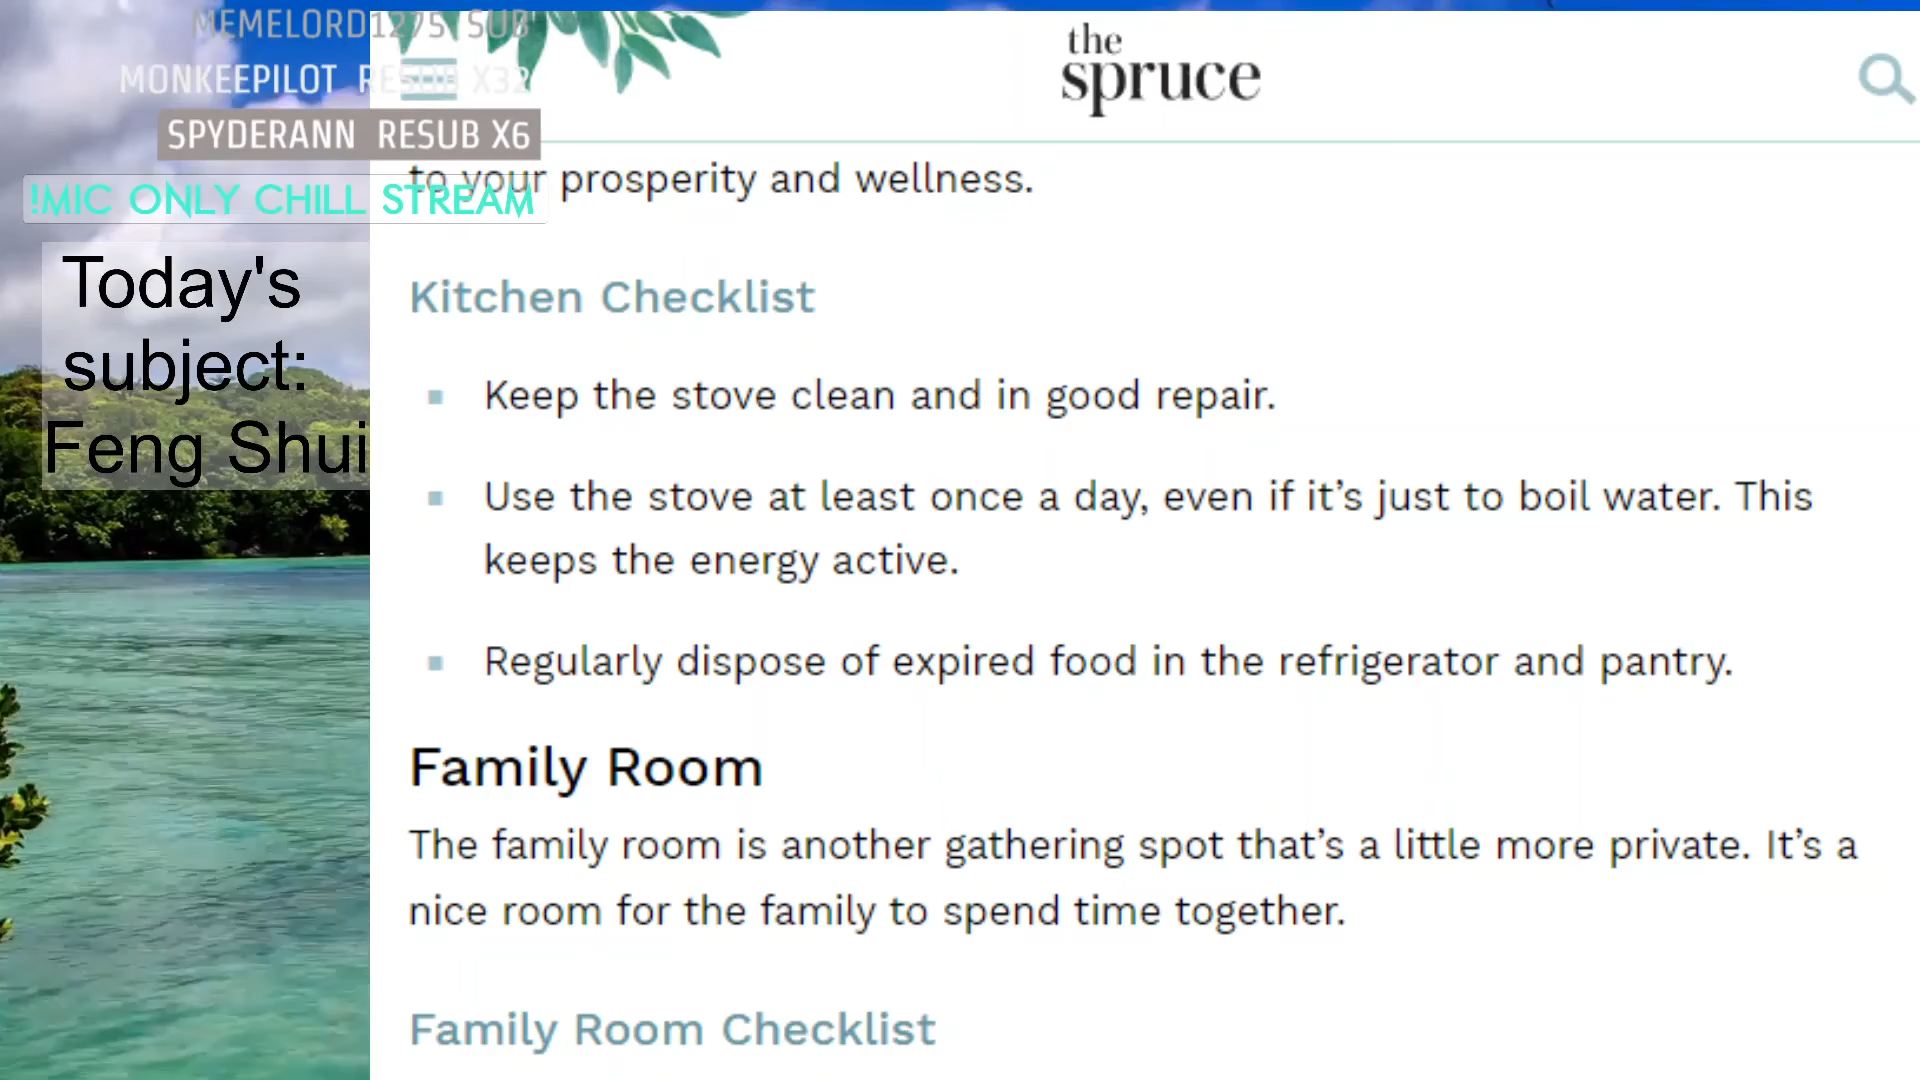 MEMELORD1275 SUB
MONKEEPILOT RESUB X32
SPYDERANN RESUB X6
!MIC ONLY CHILL STREAM
Today's
subject:
Feng Shui
the
spruce
to your prosperity and wellness.
Kitchen Checklist
Keep the stove clean and in good repair.
Use the stove at least once a day, even if it’s just to boil water. This
keeps the energy active.
Regularly dispose of expired food in the refrigerator and pantry.
Family Room
The family room is another gathering spot that’s a little more private. It’s a
nice room for the family to spend time together.
Family Room Checklist